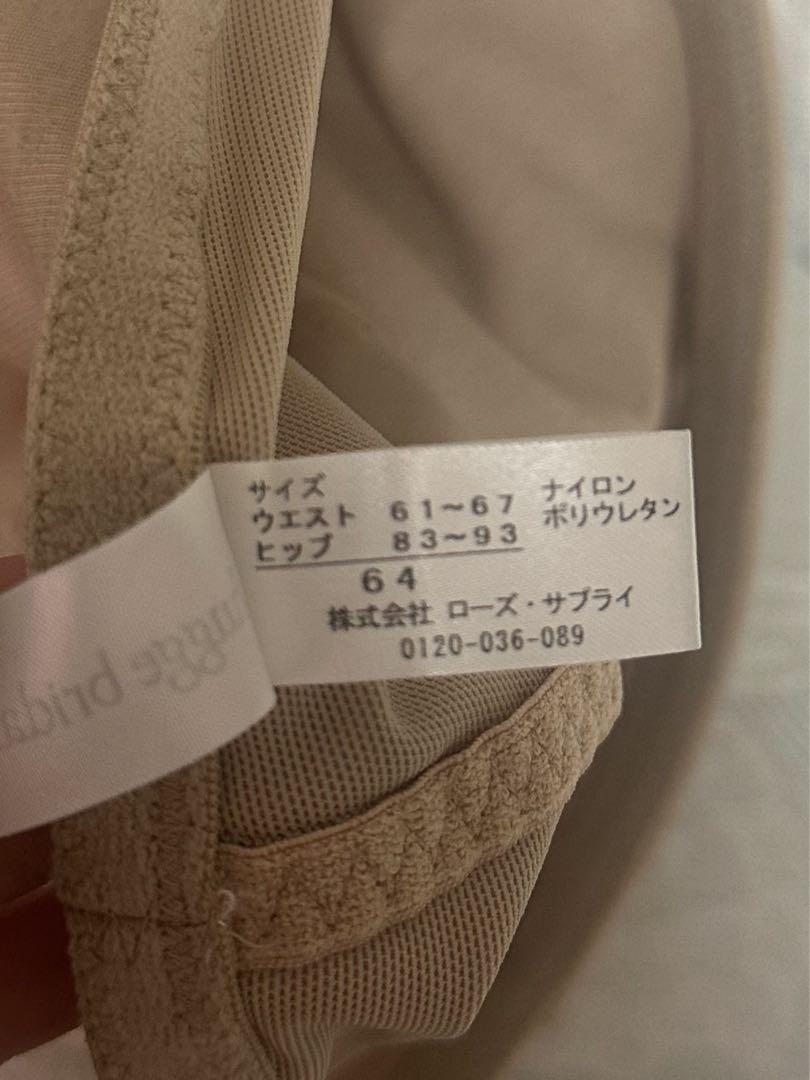 サイズ
ウエスト 61～67 ナイロン
ヒップ 83～93 ポリウレタン
64
株式会社 ローズ・サプライ
0120-036-089